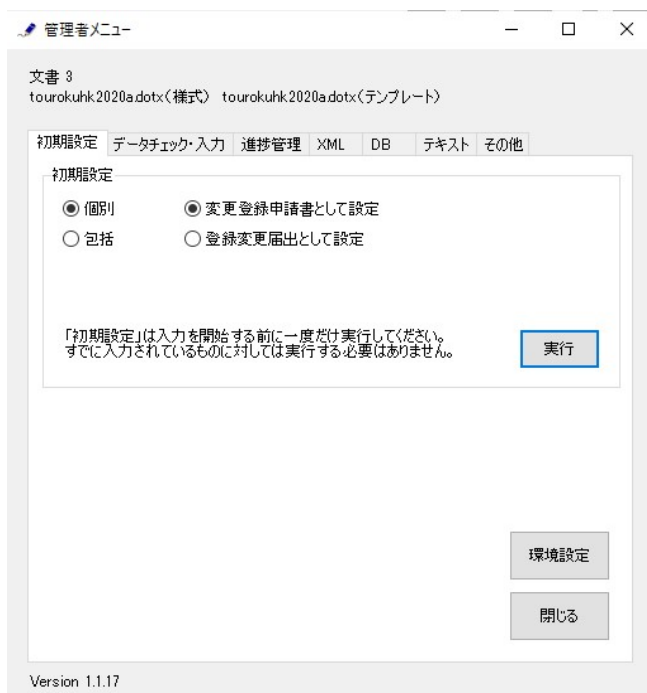 管理者メニュー
文書 3
tourokuhk2020a.dotx（様式） tourokuhk2020a.dotx（テンプレート）
初期設定 データチェック・入力 進捗管理 XML DB テキスト その他
初期設定
個別 変更登録申請書として設定
包括 登録変更届出として設定
「初期設定」は入力を開始する前に一度だけ実行してください。
すでに入力されているものに対しては実行する必要はありません。
実行
環境設定
閉じる
Version 1.1.17